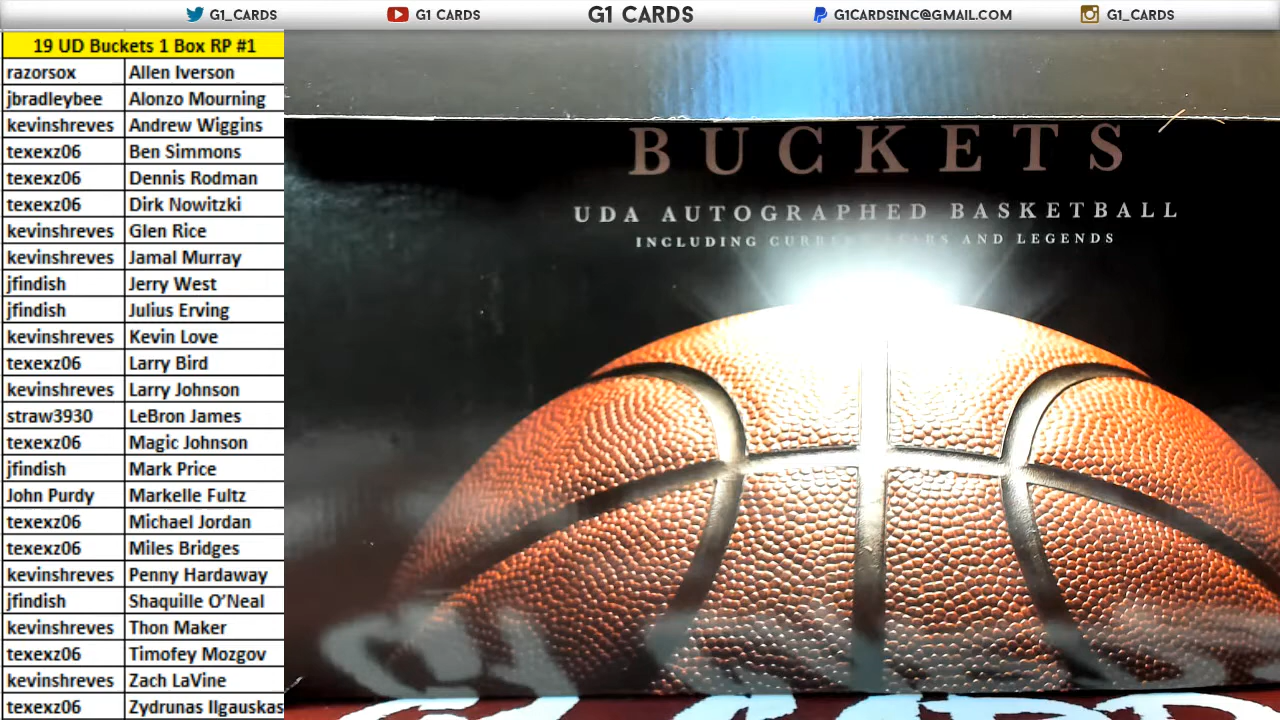 G1_CARDS G1 CARDS G1 CARDS G1CARDSINC@GMAIL.COM G1_CARDS
19 UD Buckets 1 Box RP #1
razorsox Allen Iverson
jbradleybee Alonzo Mourning
kevinshreves Andrew Wiggins
texexz06 Ben Simmons
texexz06 Dennis Rodman
texexz06 Dirk Nowitzki
kevinshreves Glen Rice
kevinshreves Jamal Murray
jfindish Jerry West
jfindish Julius Erving
kevinshreves Kevin Love
texexz06 Larry Bird
kevinshreves Larry Johnson
straw3930 LeBron James
texexz06 Magic Johnson
jfindish Mark Price
John Purdy Markelle Fultz
texexz06 Michael Jordan
texexz06 Miles Bridges
kevinshreves Penny Hardaway
jfindish Shaquille O'Neal
kevinshreves Thon Maker
texexz06 Timofey Mozgov
kevinshreves Zach LaVine
texexz06 Zydrunas Ilgauskas
BUCKETS
UDA AUTOGRAPHED BASKETBALL
INCLUDING CURRENT STARS AND LEGENDS